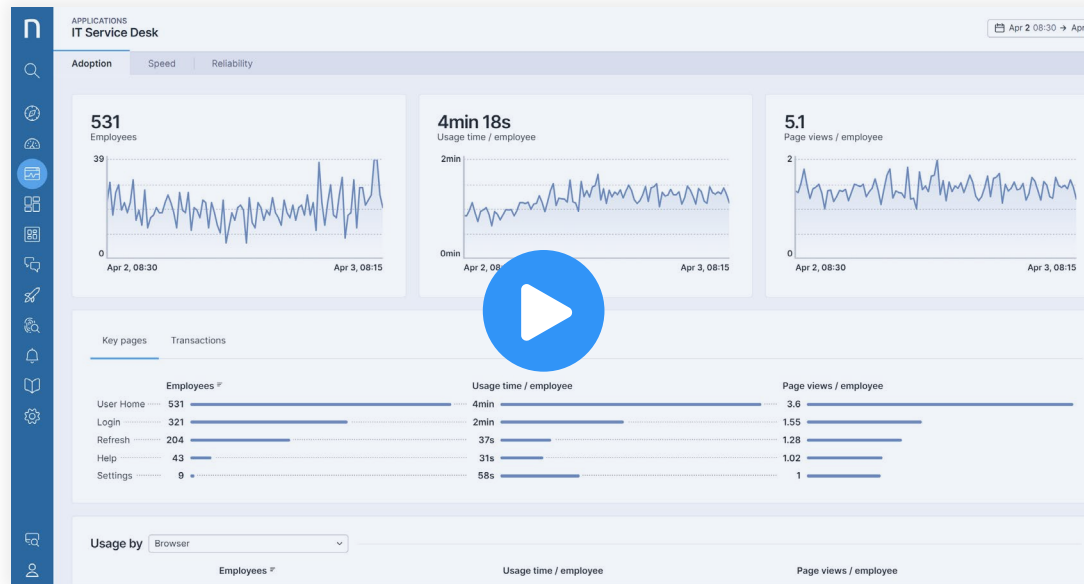 n
APPLICATIONS
IT Service Desk
Apr 2 08:30 → Apr
Adoption Speed Reliability
531
Employees
39
0
Apr 2, 08:30 Apr 3, 08:15
4min 18s
Usage time / employee
2min
0min
Apr 2, 08 Apr 3, 08:15
5.1
Page views / employee
2
0
Apr 2, 08:30 Apr 3, 08:15
Key pages Transactions
Employees Usage time / employee Page views / employee
User Home 531 4min 3.6
Login 321 2min 1.55
Refresh 204 37s 1.28
Help 43 31s 1.02
Settings 9 58s 1
Usage by Browser
Employees Usage time / employee Page views / employee